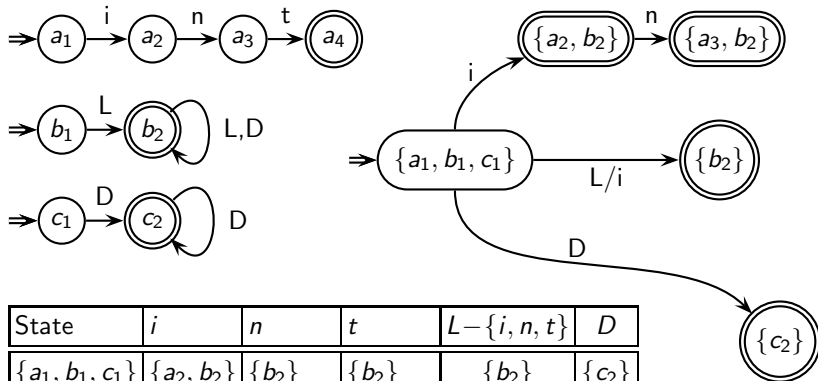 a1 i a2 n a3 t a4
b1 L b2 L,D
c1 D c2 D
{a2, b2} n {a3, b2}
i
{a1, b1, c1} L/i {b2}
D
{c2}
State i n t L−{i, n, t} D
{a1, b1, c1} {a2, b2} {b2} {b2} {b2} {c2}